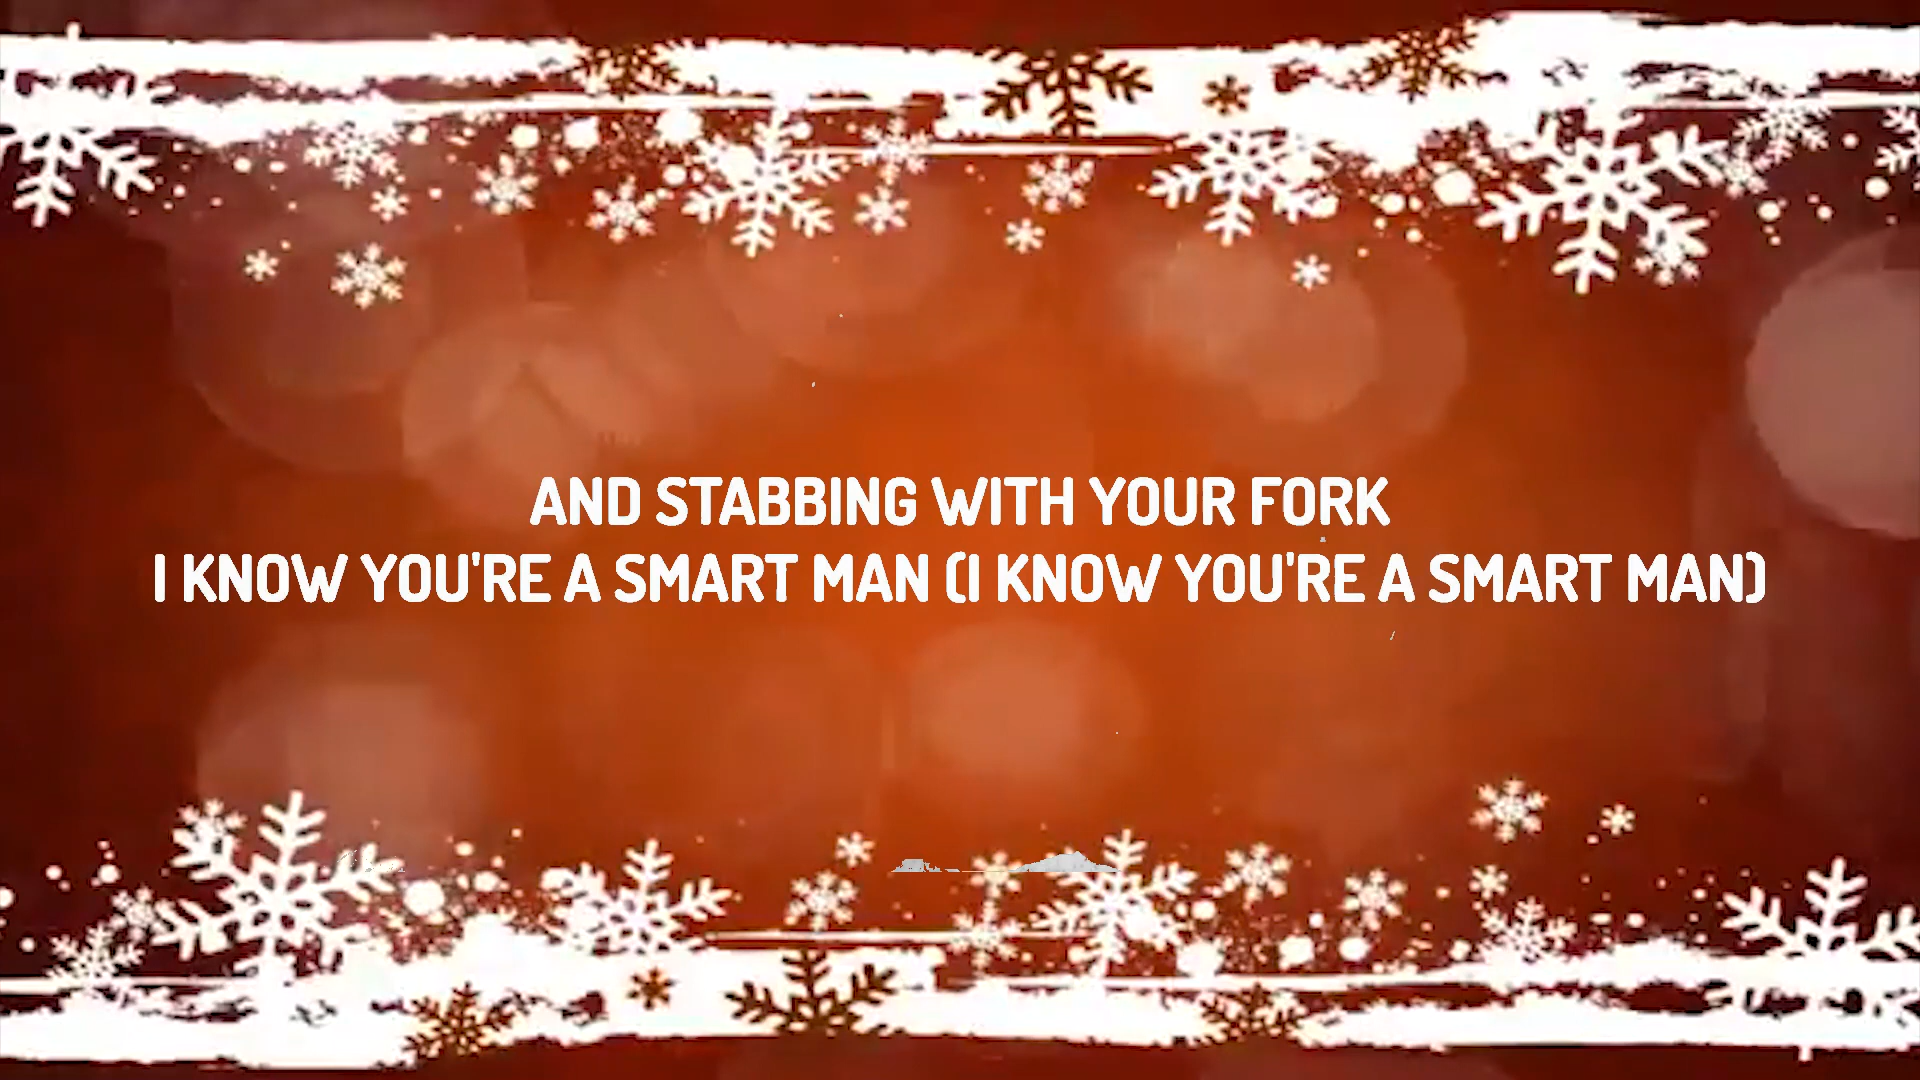 AND STABBING WITH YOUR FORK
I KNOW YOU'RE A SMART MAN (I KNOW YOU'RE A SMART MAN)